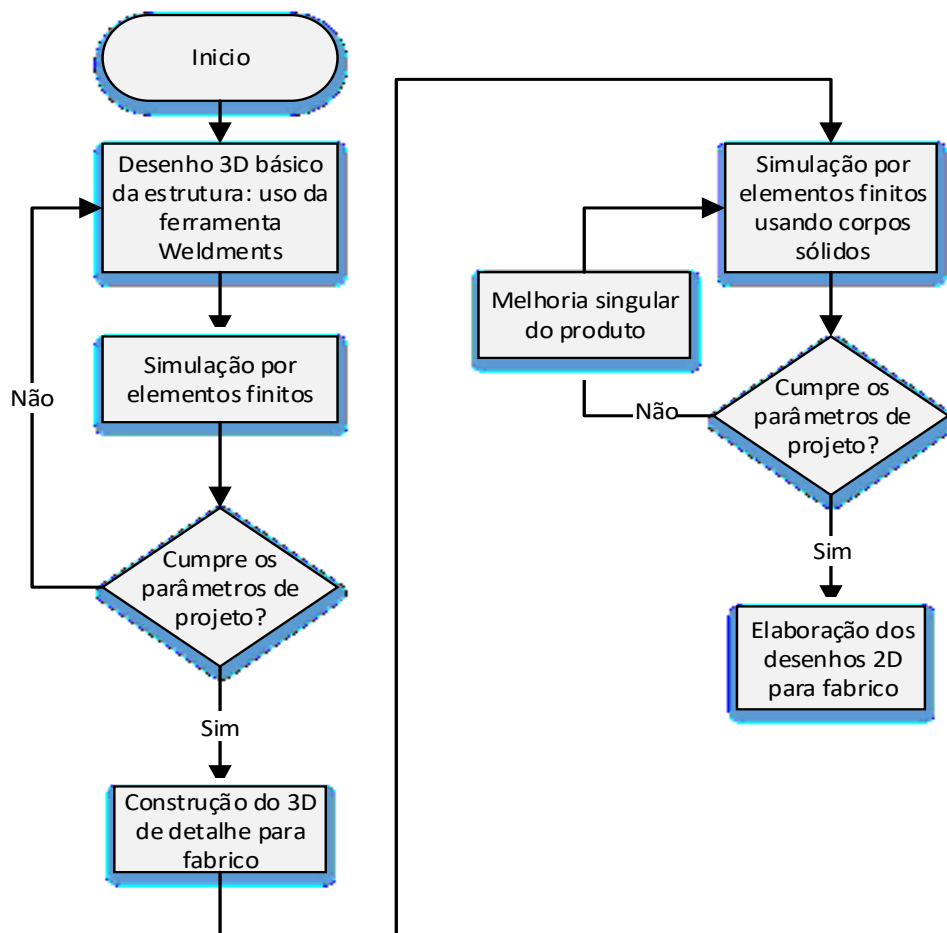 Inicio
Desenho 3D básico
da estrutura: uso da
ferramenta
Weldments
Simulação por
elementos finitos
Não
Cumpre os
parâmetros de
projeto?
Sim
Construção do 3D
de detalhe para
fabrico
Simulação por
elementos finitos
usando corpos
sólidos
Melhoria singular
do produto
Não
Cumpre os
parâmetros de
projeto?
Sim
Elaboração dos
desenhos 2D
para fabrico